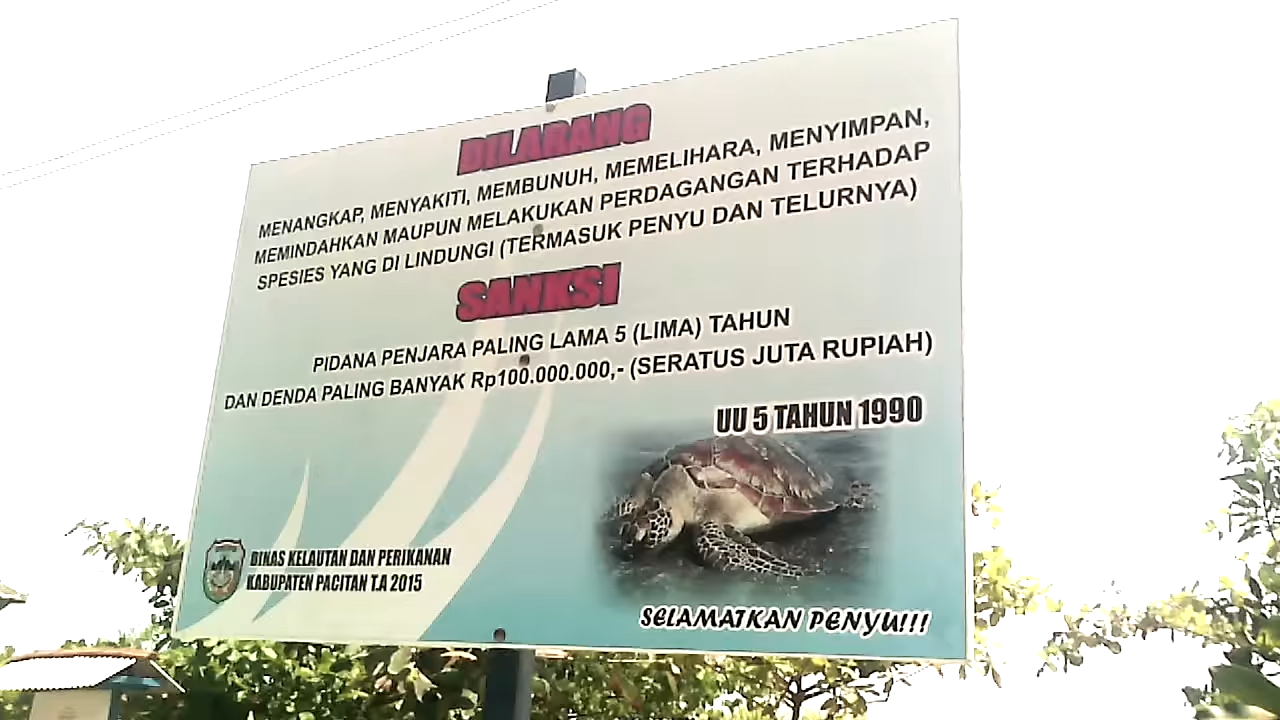 DILARANG
MENANGKAP, MENYAKITI, MEMBUNUH, MEMELIHARA, MENYIMPAN,
MEMINDAHKAN MAUPUN MELAKUKAN PERDAGANGAN TERHADAP
SPESIES YANG DI LINDUNGI (TERMASUK PENYU DAN TELURNYA)
SANKSI
PIDANA PENJARA PALING LAMA 5 (LIMA) TAHUN
DAN DENDA PALING BANYAK Rp100.000.000,- (SERATUS JUTA RUPIAH)
UU 5 TAHUN 1990
DINAS KELAUTAN DAN PERIKANAN
KABUPATEN PACITAN T.A 2015
SELAMATKAN PENYU!!!